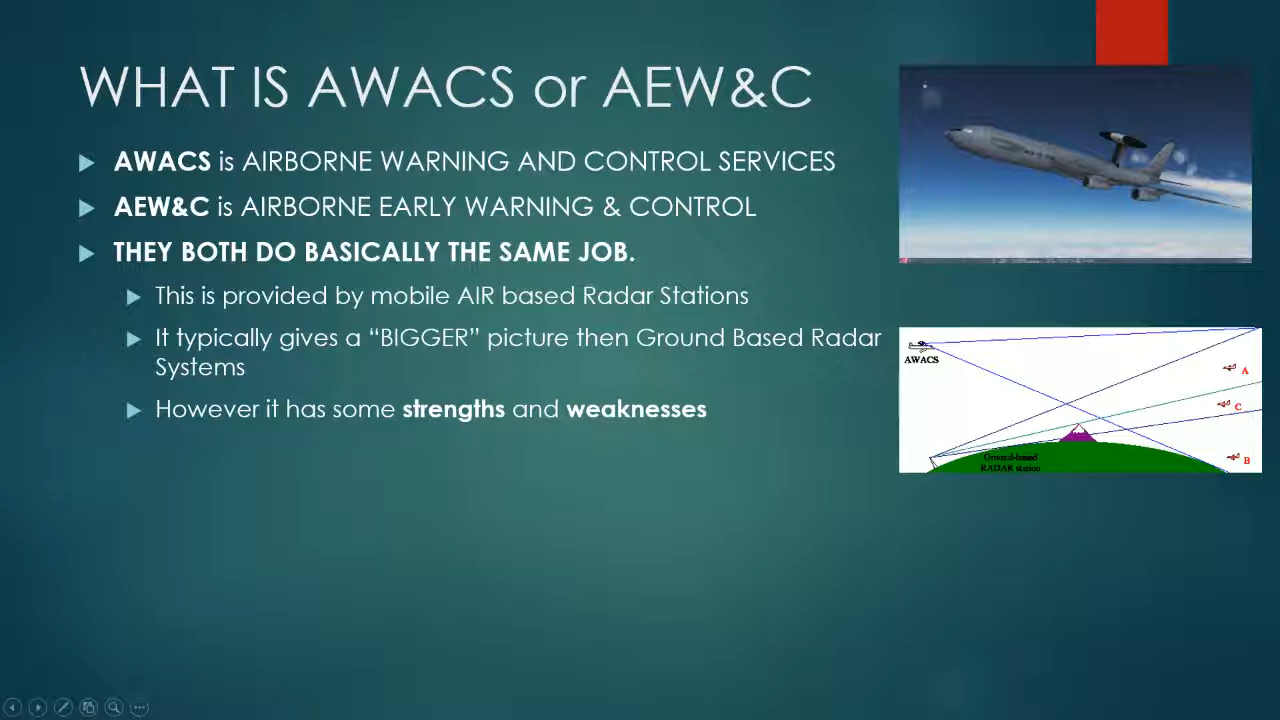 WHAT IS AWACS or AEW&C
AWACS is AIRBORNE WARNING AND CONTROL SERVICES
AEW&C is AIRBORNE EARLY WARNING & CONTROL
THEY BOTH DO BASICALLY THE SAME JOB.
This is provided by mobile AIR based Radar Stations
It typically gives a “BIGGER” picture then Ground Based Radar
Systems
However it has some strengths and weaknesses
AWACS
A
C
B
Ground-based
RADAR station